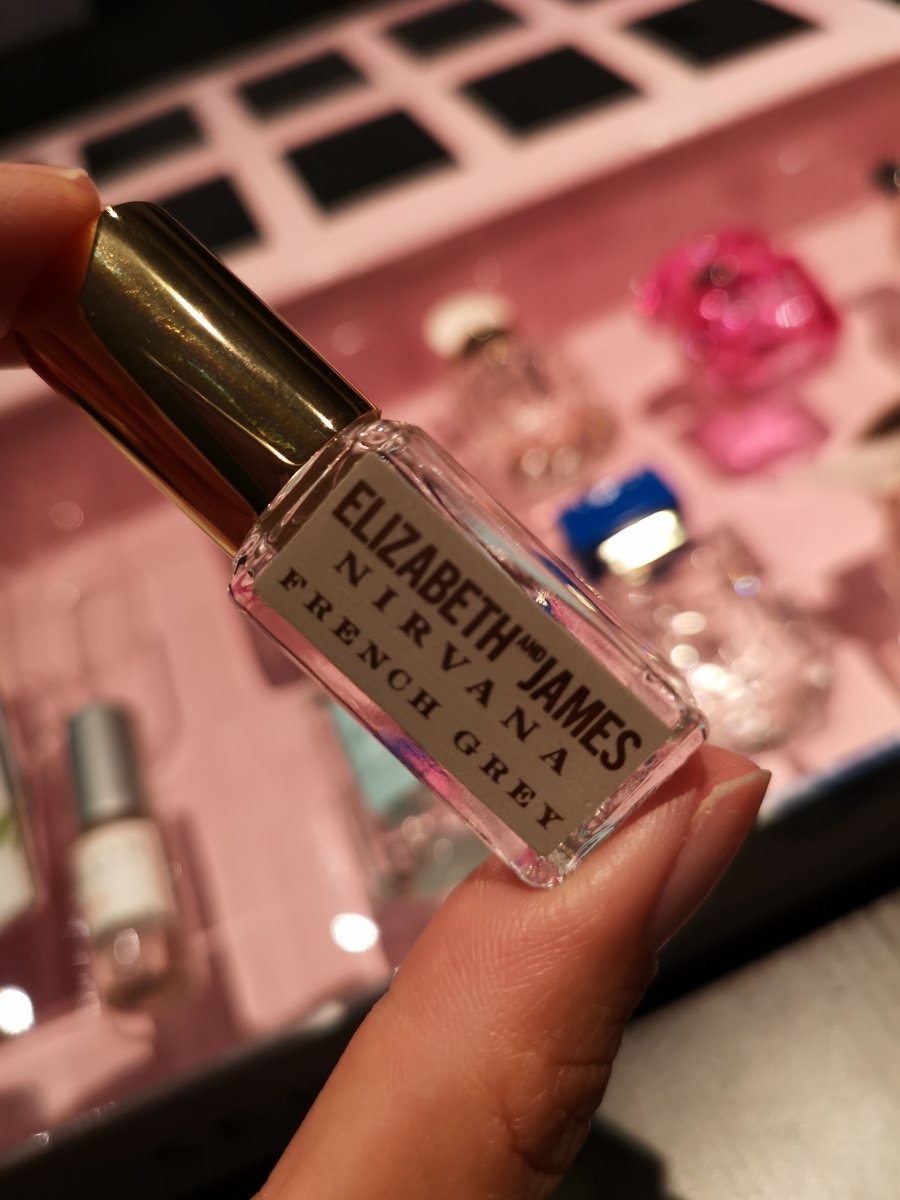 ELIZABETH AND JAMES
NIRVANA
FRENCH GREY